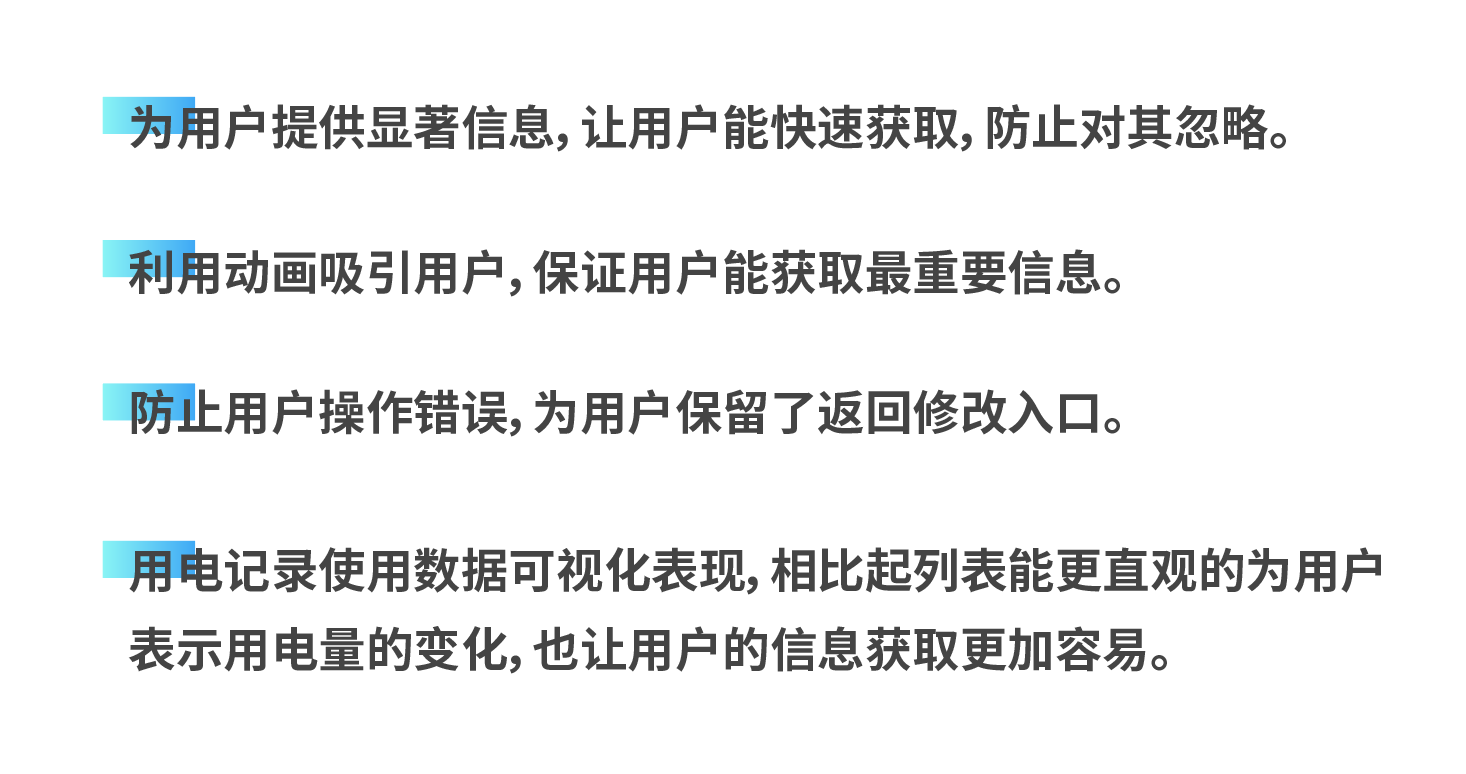 为用户提供显著信息，让用户能快速获取，防止对其忽略。
利用动画吸引用户，保证用户能获取最重要信息。
防止用户操作错误，为用户保留了返回修改入口。
用电记录使用数据可视化表现，相比起列表能更直观的为用户
表示用电量的变化，也让用户的信息获取更加容易。